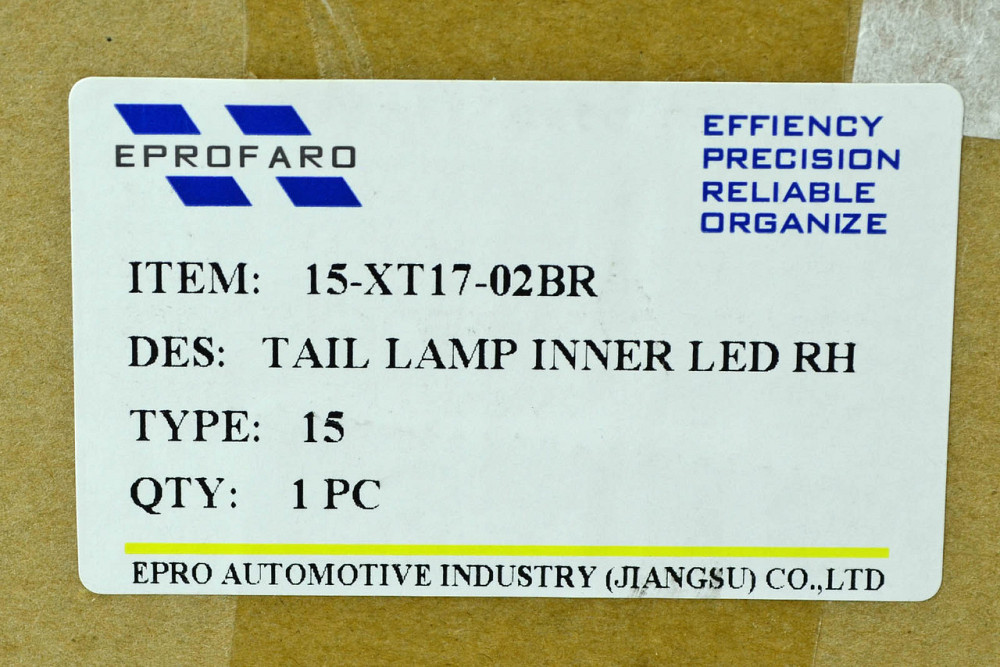 EPROFARO
EFFIENCY
PRECISION
RELIABLE
ORGANIZE
ITEM: 15-XT17-02BR
DES: TAIL LAMP INNER LED RH
TYPE: 15
QTY: 1 PC
EPRO AUTOMOTIVE INDUSTRY (JIANGSU) CO.,LTD